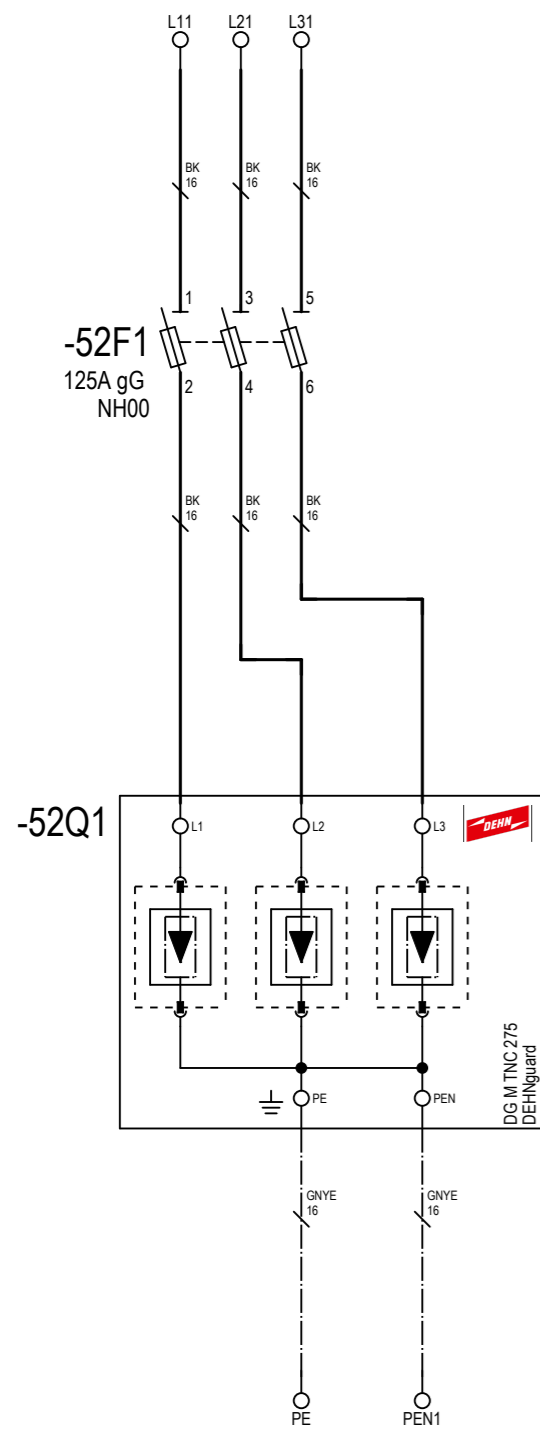 L11 L21 L31
BK BK BK
16 16 16
1 3 5
-52F1
125A gG
NH00
2 4 6
BK BK BK
16 16 16
-52Q1
L1 L2 L3
DEHN
DG M TNC 275
DEHNguard
PE PEN
GNYE GNYE
16 16
PE PEN1